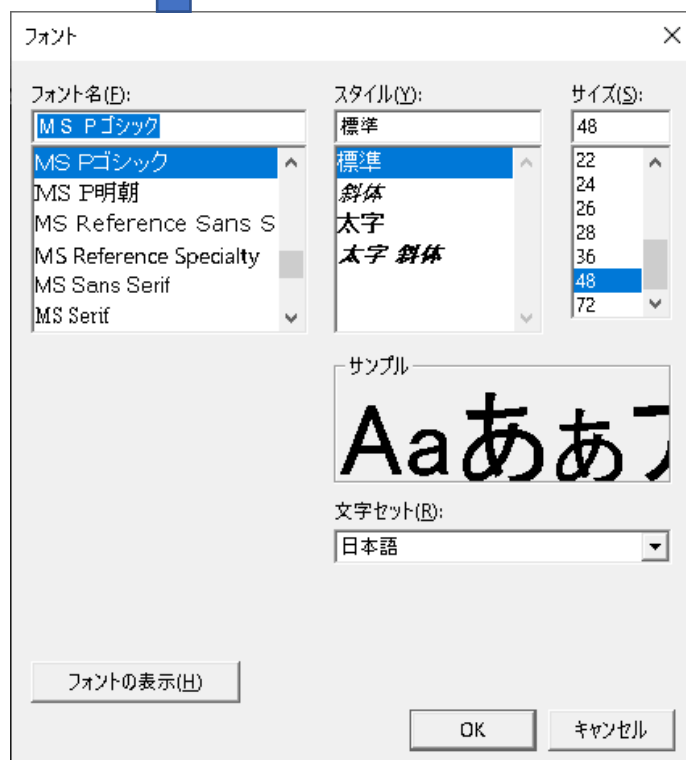 フォント
フォント名(F):
MS Pゴシック
MS Pゴシック
MS P明朝
MS Reference Sans S
MS Reference Specialty
MS Sans Serif
MS Serif
スタイル(Y):
標準
標準
斜体
太字
太字 斜体
サイズ(S):
48
22
24
26
28
36
48
72
サンプル
Aaあぁア
文字セット(R):
日本語
フォントの表示(H)
OK
キャンセル